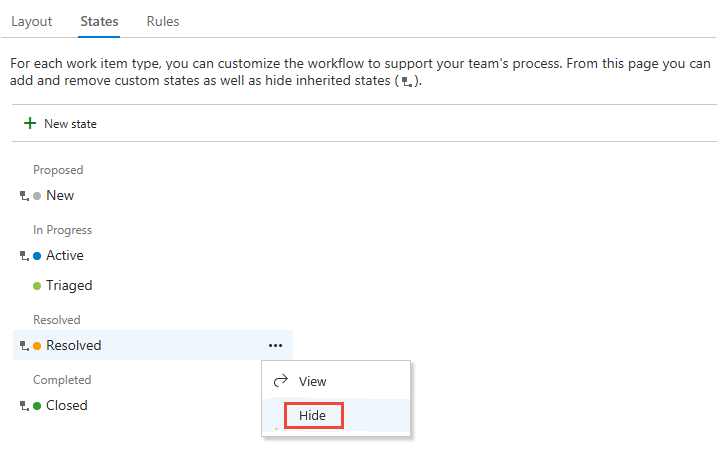 Layout States Rules
For each work item type, you can customize the workflow to support your team's process. From this page you can
add and remove custom states as well as hide inherited states ( ).
+ New state
Proposed
New
In Progress
Active
Triaged
Resolved
Resolved ...
View
Hide
Completed
Closed